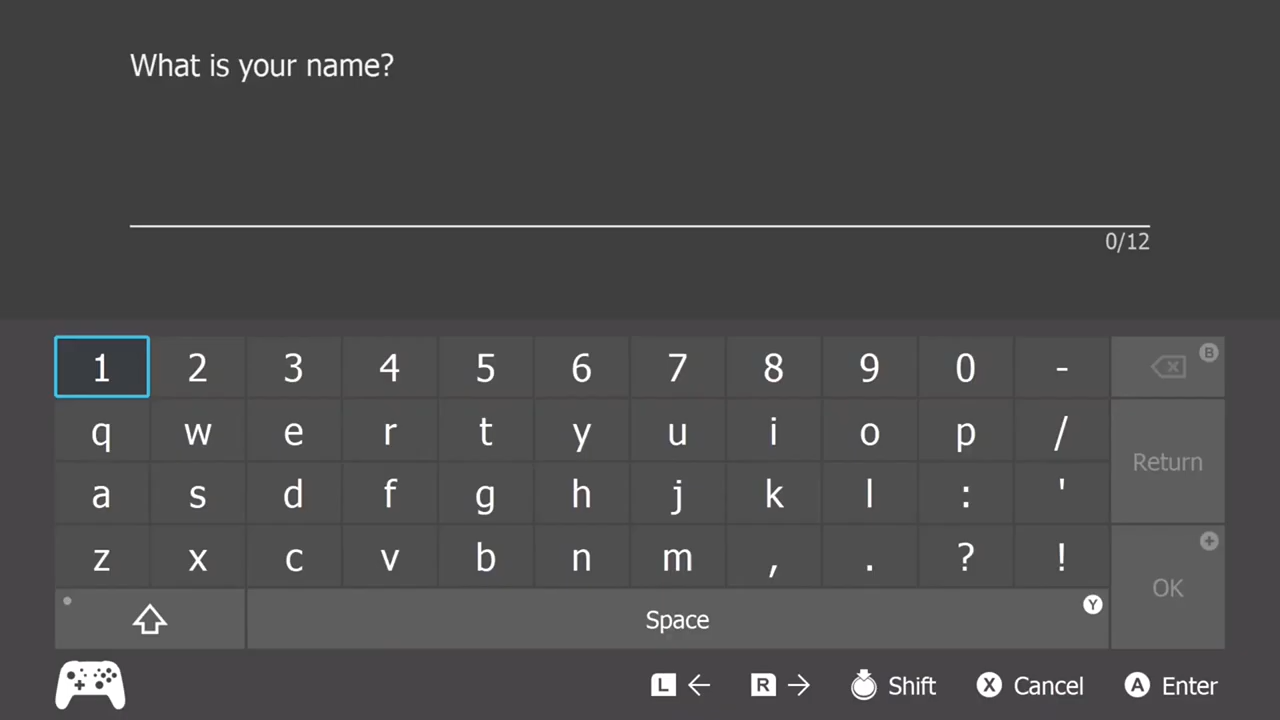 What is your name?
0/12
1 2 3 4 5 6 7 8 9 0 - B
q w e r t y u i o p /
Return
a s d f g h j k l : '
z x c v b n m , . ? ! +
OK
Space Y
L ← R → Shift X Cancel A Enter